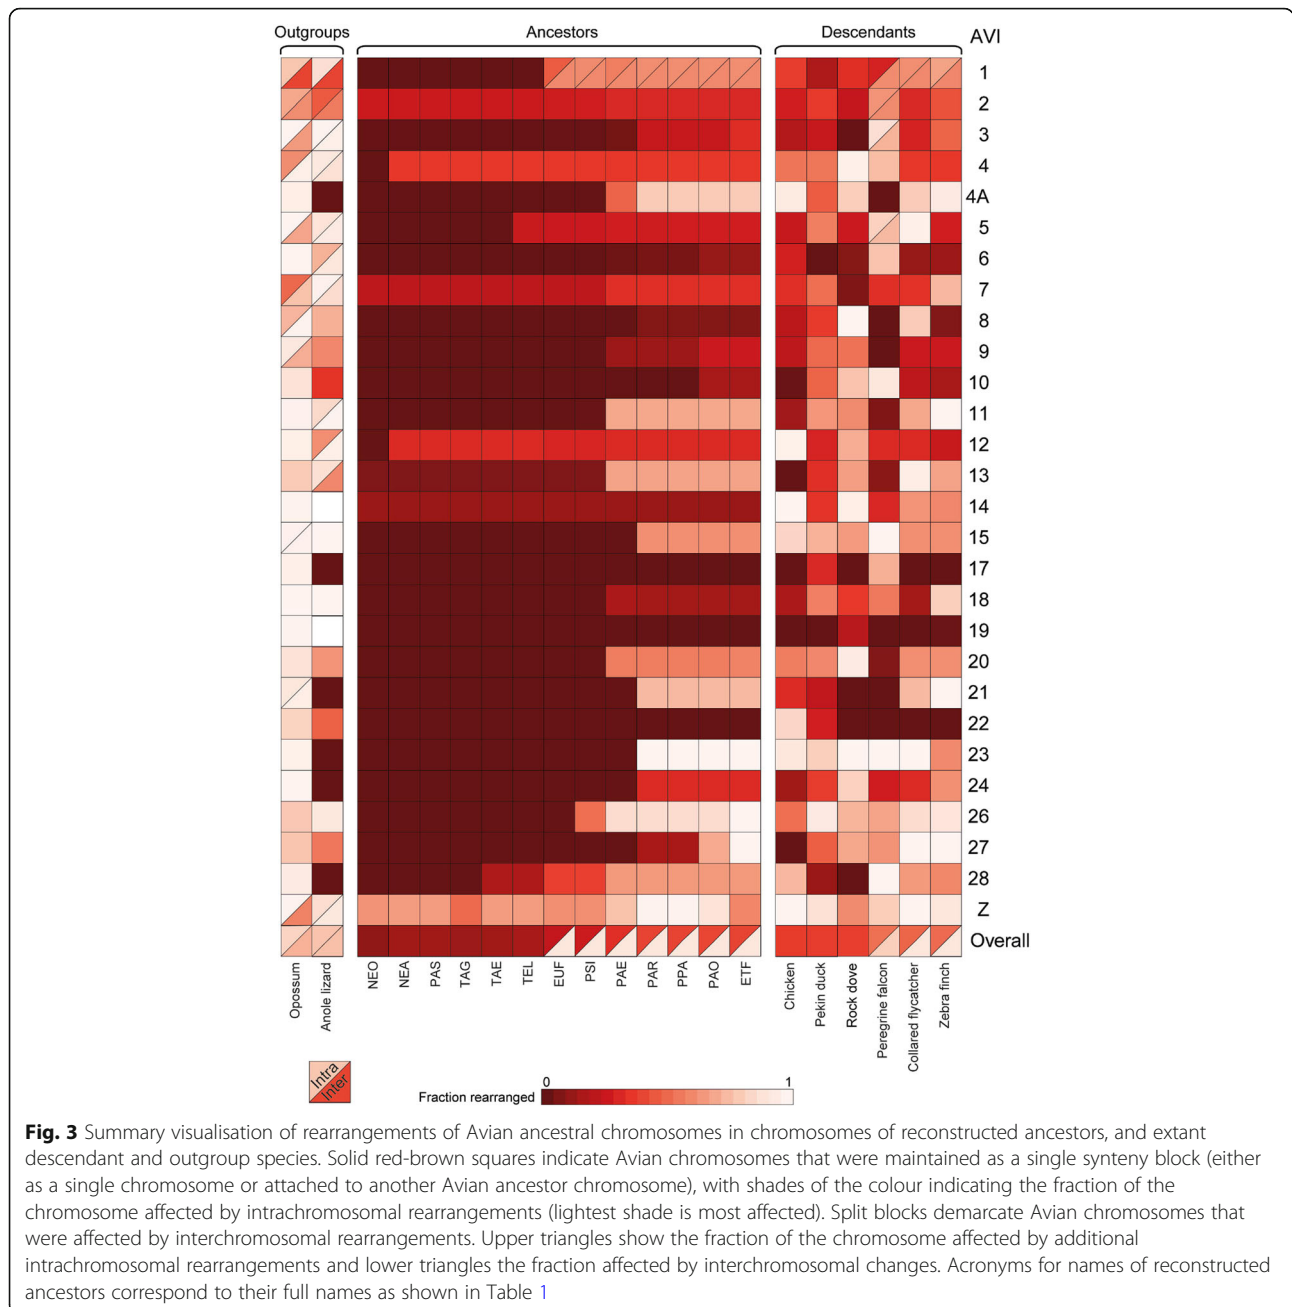 Outgroups Ancestors Descendants AVI
1
2
3
4
4A
5
6
7
8
9
10
11
12
13
14
15
17
18
19
20
21
22
23
24
26
27
28
Z
Overall
Opossum Anole lizard NEO NEA PAS TAG TAE TEL EUF PSI PAE PAR PPA PAO ETF Chicken Pekin duck Rock dove Peregrine falcon Collared flycatcher Zebra finch
Intra
Inter
0 1
Fraction rearranged
Fig. 3 Summary visualisation of rearrangements of Avian ancestral chromosomes in chromosomes of reconstructed ancestors, and extant
descendant and outgroup species. Solid red-brown squares indicate Avian chromosomes that were maintained as a single synteny block (either
as a single chromosome or attached to another Avian ancestor chromosome), with shades of the colour indicating the fraction of the
chromosome affected by intrachromosomal rearrangements (lightest shade is most affected). Split blocks demarcate Avian chromosomes that
were affected by interchromosomal rearrangements. Upper triangles show the fraction of the chromosome affected by additional
intrachromosomal rearrangements and lower triangles the fraction affected by interchromosomal changes. Acronyms for names of reconstructed
ancestors correspond to their full names as shown in Table 1